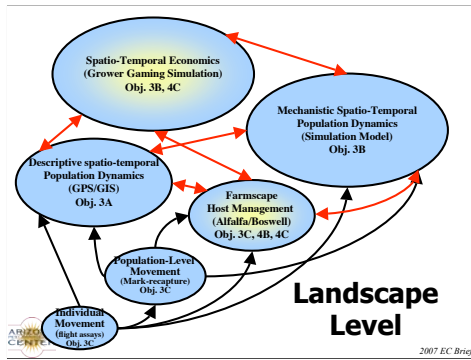 Spatio-Temporal Economics
(Grower Gaming Simulation)
Obj. 3B, 4C
Mechanistic Spatio-Temporal
Population Dynamics
(Simulation Model)
Obj. 3B
Descriptive spatio-temporal
Population Dynamics
(GPS/GIS)
Obj. 3A
Farmscape
Host Management
(Alfalfa/Boswell)
Obj. 3C, 4B, 4C
Population-Level
Movement
(Mark-recapture)
Obj. 3C
Individual
Movement
(flight assays)
Obj. 3C
Landscape
Level
ARIZO
CENTER
2007 EC Brief